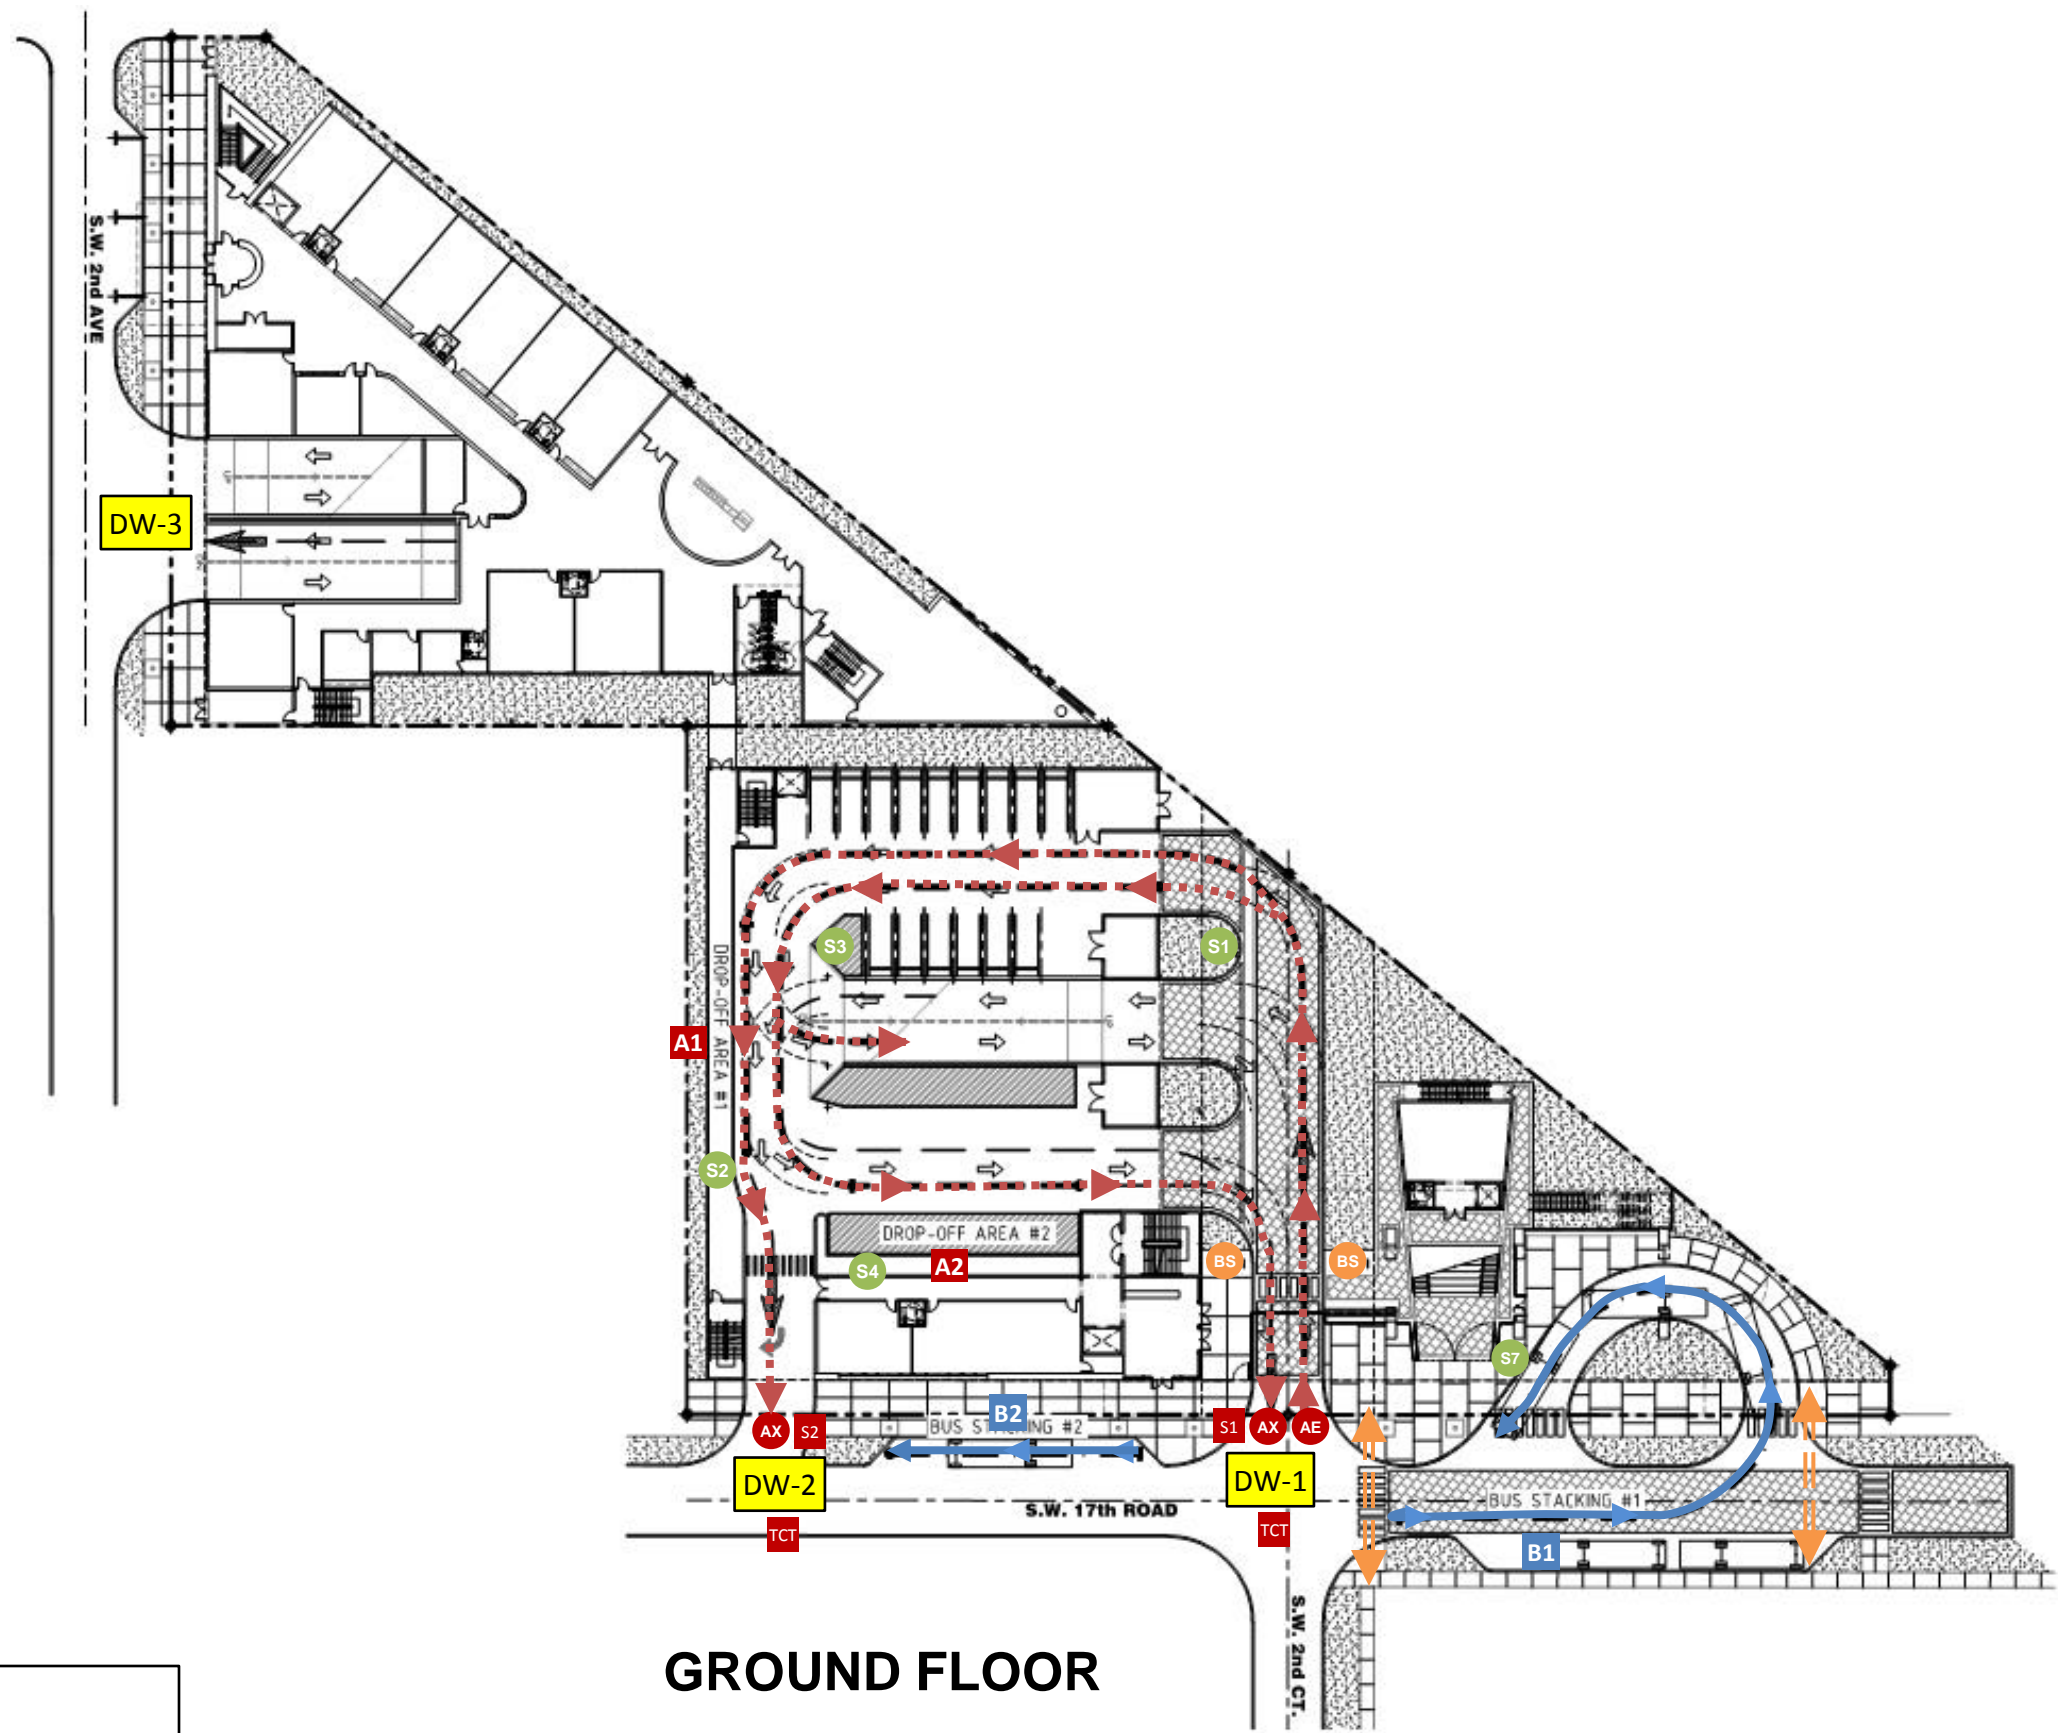 S.W. 2nd AVE
DW-3
S3
S1
A1
DROP-OFF AREA #1
S2
DROP-OFF AREA #2
S4
A2
BS
BS
S7
B2
BUS STACKING #2
AX
S2
S1
AX
AE
DW-2
DW-1
S.W. 17th ROAD
BUS STACKING #1
TCT
TCT
B1
S.W. 2nd CT.
GROUND FLOOR